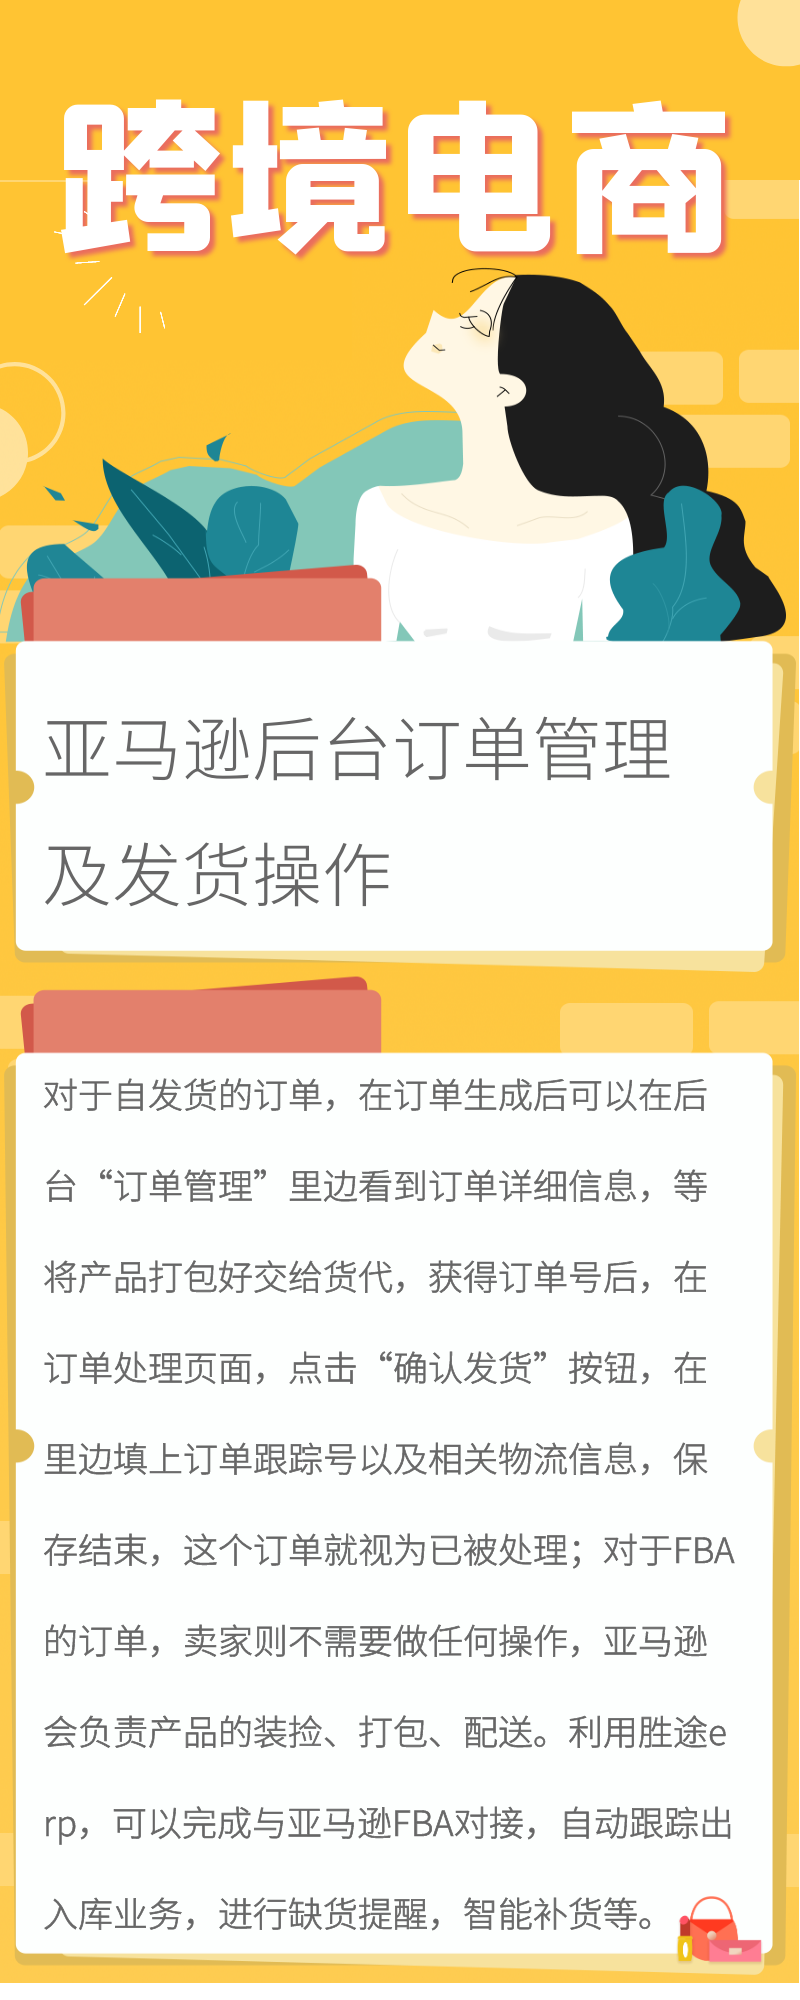 跨境电商
亚马逊后台订单管理
及发货操作
对于自发货的订单，在订单生成后可以在后
台“订单管理”里边看到订单详细信息，等
将产品打包好交给货代，获得订单号后，在
订单处理页面，点击“确认发货”按钮，在
里边填上订单跟踪号以及相关物流信息，保
存结束，这个订单就视为已被处理；对于FBA
的订单，卖家则不需要做任何操作，亚马逊
会负责产品的装捡、打包、配送。利用胜途e
rp，可以完成与亚马逊FBA对接，自动跟踪出
入库业务，进行缺货提醒，智能补货等。